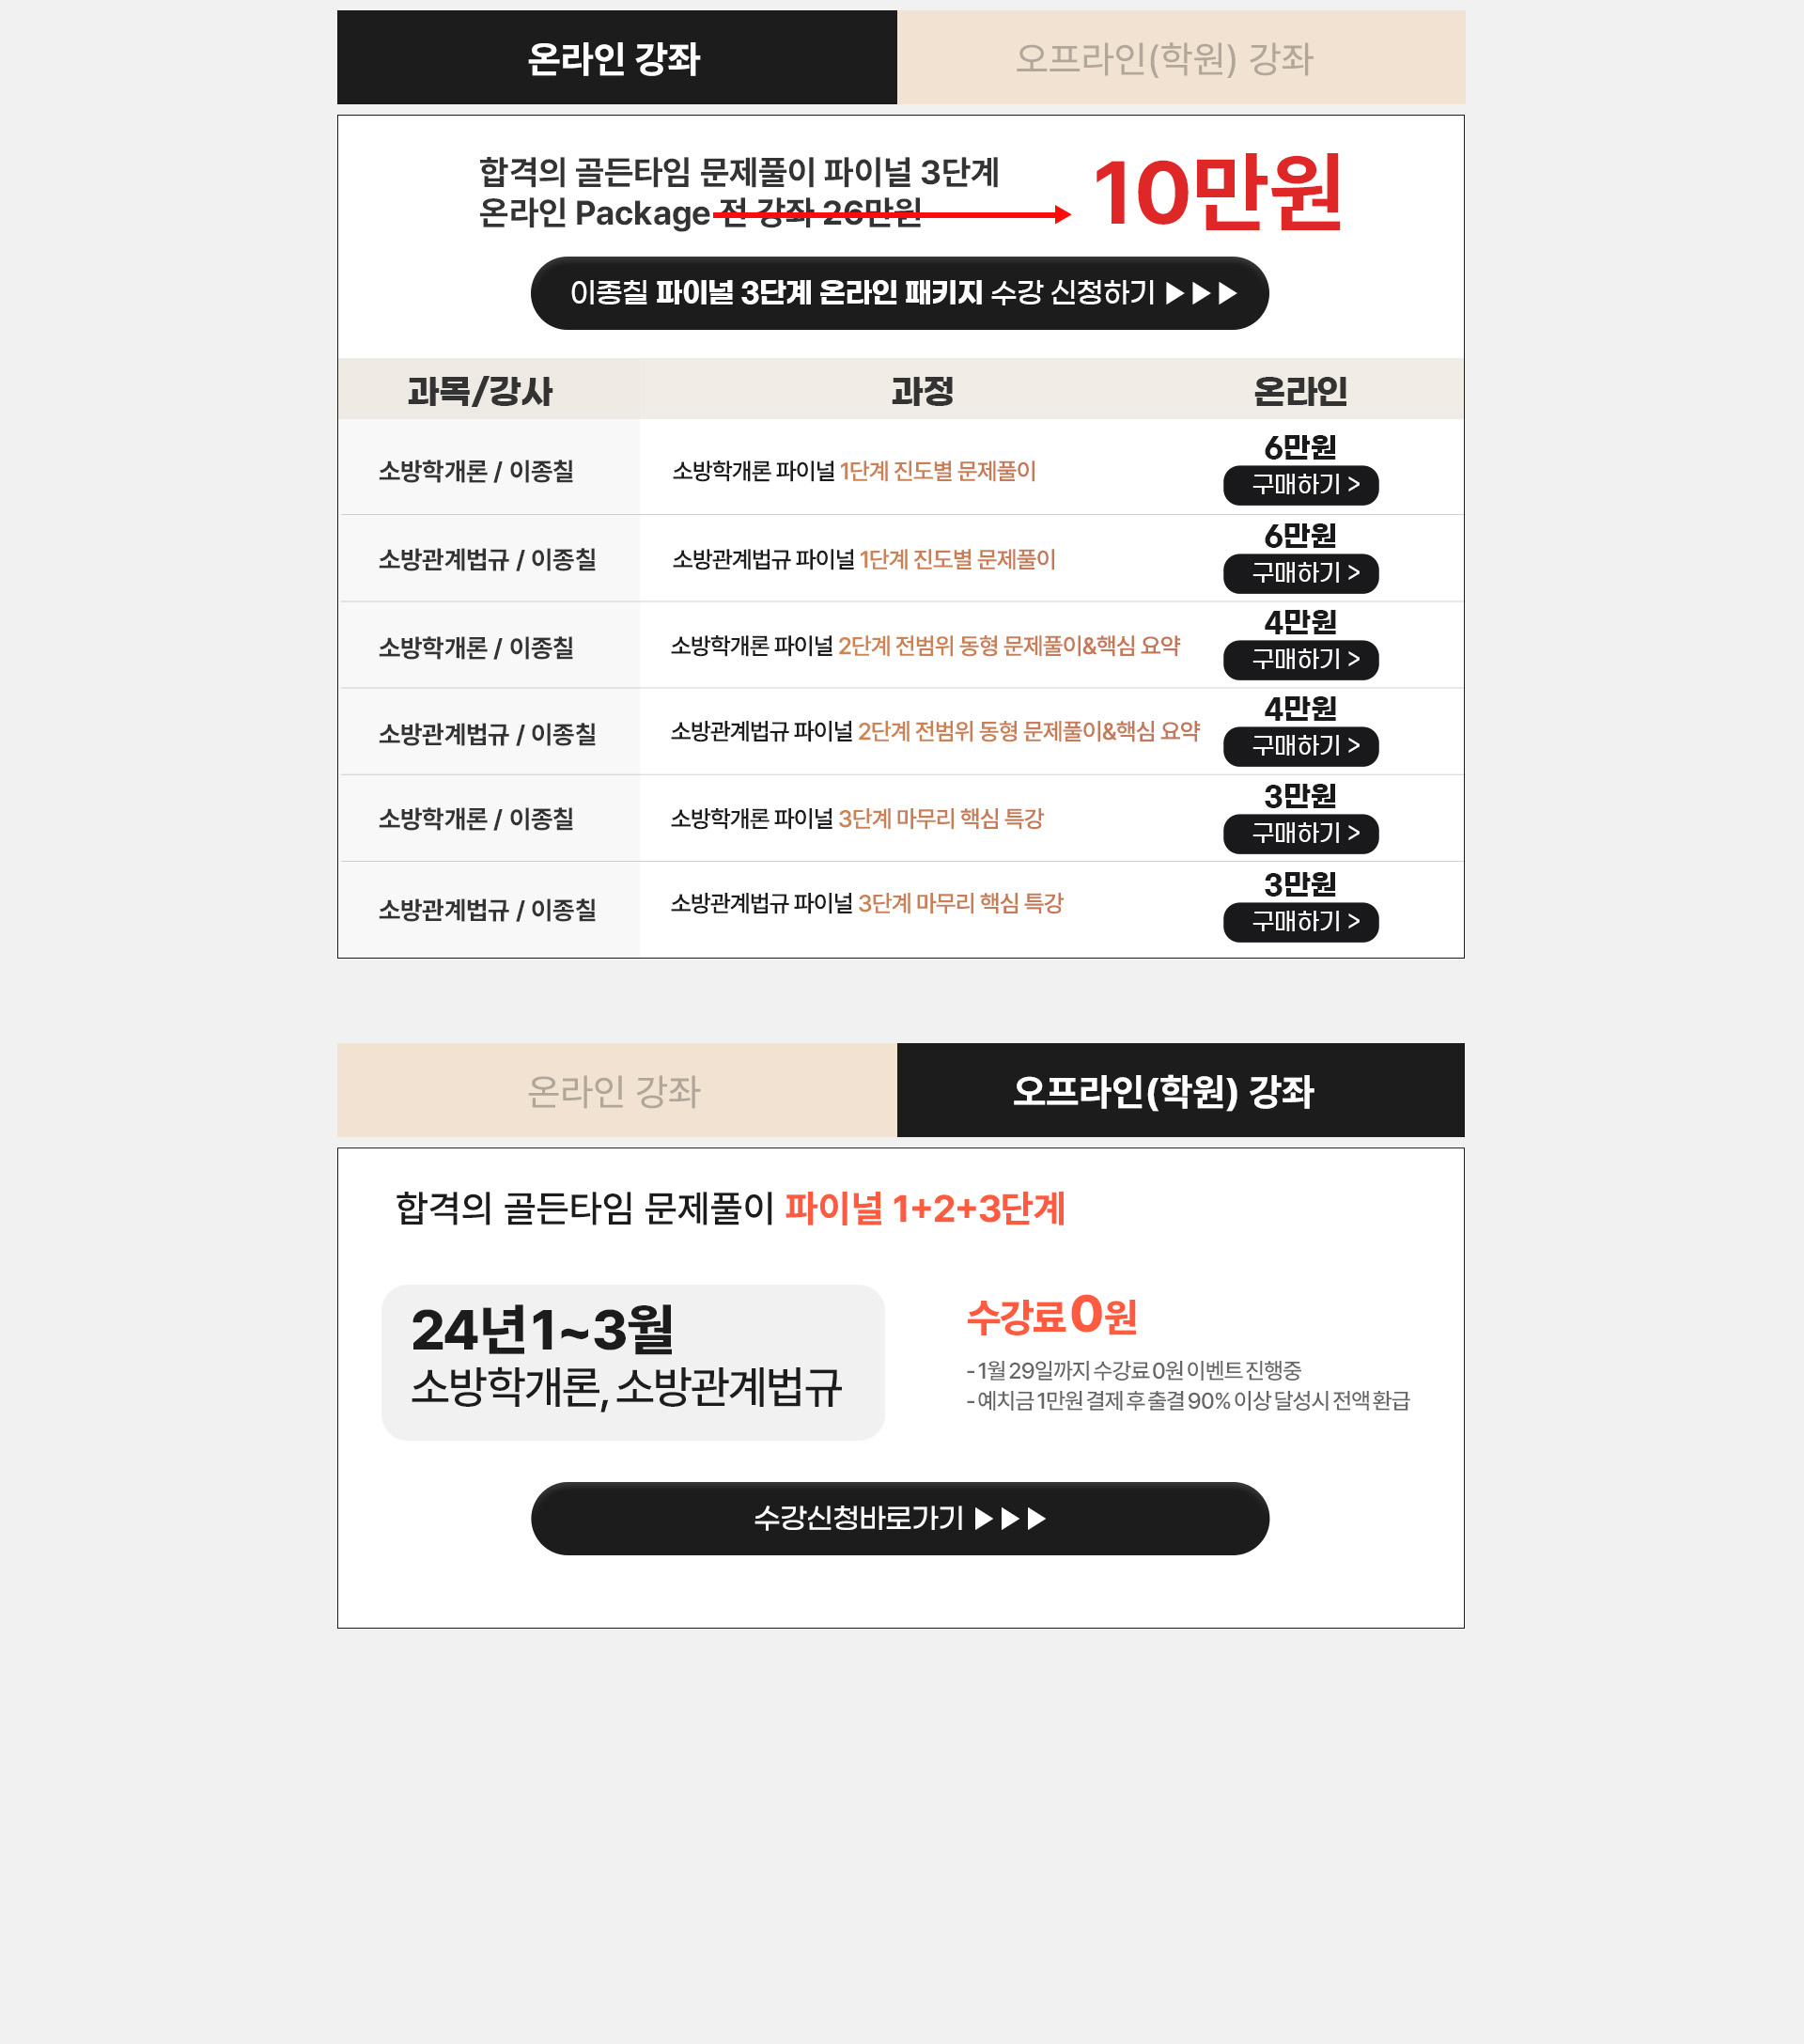 온라인 강좌
오프라인(학원) 강좌
합격의 골든타임 문제풀이 파이널 3단계
온라인 Package 전 강좌 26만원
10만원
이종칠 파이널 3단계 온라인 패키지 수강 신청하기 ▶▶▶
과목/강사 과정 온라인
소방학개론 / 이종칠 소방학개론 파이널 1단계 진도별 문제풀이 6만원
구매하기 >
소방관계법규 / 이종칠 소방관계법규 파이널 1단계 진도별 문제풀이 6만원
구매하기 >
소방학개론 / 이종칠 소방학개론 파이널 2단계 전범위 동형 문제풀이&핵심 요약 4만원
구매하기 >
소방관계법규 / 이종칠 소방관계법규 파이널 2단계 전범위 동형 문제풀이&핵심 요약 4만원
구매하기 >
소방학개론 / 이종칠 소방학개론 파이널 3단계 마무리 핵심 특강 3만원
구매하기 >
소방관계법규 / 이종칠 소방관계법규 파이널 3단계 마무리 핵심 특강 3만원
구매하기 >
온라인 강좌
오프라인(학원) 강좌
합격의 골든타임 문제풀이 파이널 1+2+3단계
24년 1~3월
소방학개론, 소방관계법규
수강료 0원
- 1월 29일까지 수강료 0원 이벤트 진행중
- 예치금 1만원 결제 후 출결 90% 이상 달성시 전액 환급
수강신청바로가기 ▶▶▶